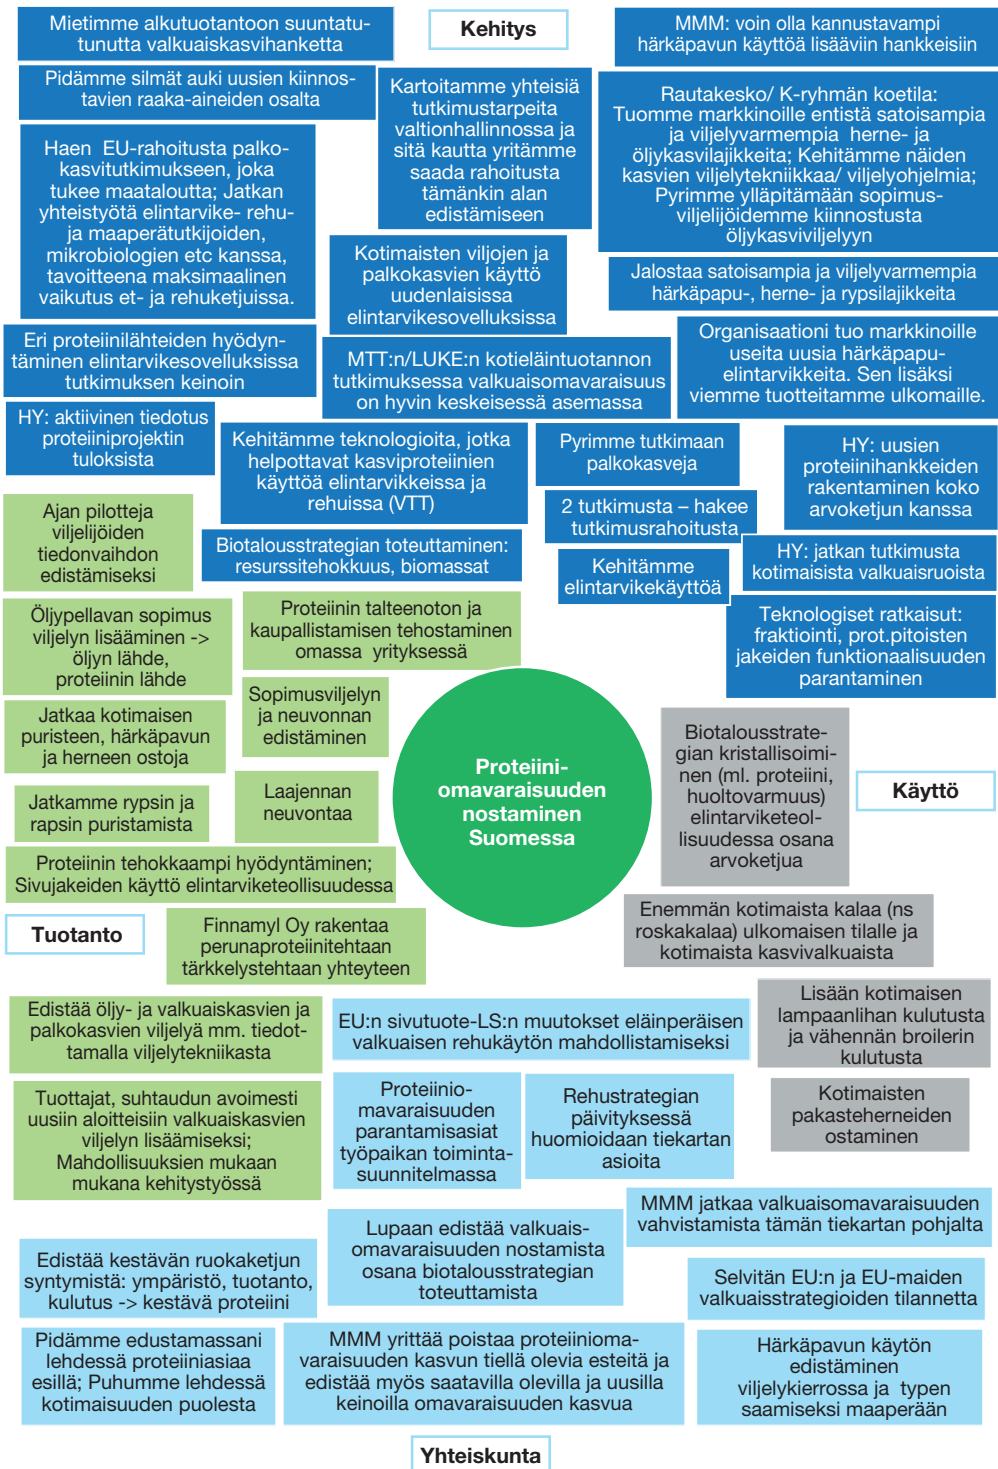 Mietimme alkutuotantoon suuntatu-
tunutta valkuaiskasvihanketta
Kehitys
MMM: voin olla kannustavampi
härkäpavun käyttöä lisääviin hankkeisiin
Pidämme silmät auki uusien kiinnos-
tavien raaka-aineiden osalta
Kartoitamme yhteisiä
tutkimustarpeita
valtionhallinnossa ja
sitä kautta yritämme
saada rahoitusta
tämänkin alan
edistämiseen
Rautakesko/ K-ryhmän koetila:
Tuomme markkinoille entistä satoisampia
ja viljelyvarmempia herne- ja
öljykasvilajikkeita; Kehitämme näiden
kasvien viljelytekniikkaa/ viljelyohjelmia;
Pyrimme ylläpitämään sopimus-
viljelijöidemme kiinnostusta
öljykasviviljelyyn
Haen EU-rahoitusta palko-
kasvitutkimukseen, joka
tukee maataloutta; Jatkan
yhteistyötä elintarvike- rehu-
ja maaperätutkijoiden,
mikrobiologien etc kanssa,
tavoitteena maksimaalinen
vaikutus et- ja rehuketjuissa.
Kotimaisten viljojen ja
palkokasvien käyttö
uudenlaisissa
elintarvikesovelluksissa
Jalostaa satoisampia ja viljelyvarmempia
härkäpapu-, herne- ja rypsilajikkeita
Eri proteiinilähteiden hyödyn-
täminen elintarvikesovelluksissa
tutkimuksen keinoin
MTT:n/LUKE:n kotieläintuotannon
tutkimuksessa valkuaisomavaraisuus
on hyvin keskeisessä asemassa
Organisaationi tuo markkinoille
useita uusia härkäpapu-
elintarvikkeita. Sen lisäksi
viemme tuotteitamme ulkomaille.
HY: aktiivinen tiedotus
proteiiniprojektin
tuloksista
Kehitämme teknologioita, jotka
helpottavat kasviproteiinien
käyttöä elintarvikkeissa ja
rehuissa (VTT)
Pyrimme tutkimaan
palkokasveja
HY: uusien
proteiinihankkeiden
rakentaminen koko
arvoketjun kanssa
2 tutkimusta – hakee
tutkimusrahoitusta
Ajan pilotteja
viljelijöiden
tiedonvaihdon
edistämiseksi
Biotalousstrategian toteuttaminen:
resurssitehokkuus, biomassat
Kehitämme
elintarvikekäyttöä
HY: jatkan tutkimusta
kotimaisista valkuaisruoista
Öljypellavan sopimus
viljelyn lisääminen ->
öljyn lähde,
proteiinin lähde
Proteiinin talteenoton ja
kaupallistamisen tehostaminen
omassa yrityksessä
Teknologiset ratkaisut:
fraktiointi, prot.pitoisten
jakeiden funktionaalisuuden
parantaminen
Sopimusviljelyn
ja neuvonnan
edistäminen
Jatkaa kotimaisen
puristeen, härkäpavun
ja herneen ostoja
Biotalousstrate-
gian kristallisoimi-
nen (ml. proteiini,
huoltovarmuus)
elintarviketeol-
lisuudessa osana
arvoketjua
Proteiini-
omavaraisuuden
nostaminen
Suomessa
Käyttö
Jatkamme rypsin ja
rapsin puristamista
Laajennan
neuvontaa
Proteiinin tehokkaampi hyödyntäminen;
Sivujakeiden käyttö elintarviketeollisuudessa
Tuotanto
Finnamyl Oy rakentaa
perunaproteiinitehtaan
tärkkelystehtaan yhteyteen
Enemmän kotimaista kalaa (ns
roskakalaa) ulkomaisen tilalle ja
kotimaista kasvivalkuaista
Edistää öljy- ja valkuaiskasvien ja
palkokasvien viljelyä mm. tiedot-
tamalla viljelytekniikasta
EU:n sivutuote-LS:n muutokset eläinperäisen
valkuaisen rehukäytön mahdollistamiseksi
Lisään kotimaisen
lampaanlihan kulutusta
ja vähennän broilerin
kulutusta
Tuottajat, suhtaudun avoimesti
uusiin aloitteisiin valkuaiskasvien
viljelyn lisäämiseksi;
Mahdollisuuksien mukaan
mukana kehitystyössä
Proteiinio-
mavaraisuuden
parantamisasiat
työpaikan toiminta-
suunnitelmassa
Rehustrategian
päivityksessä
huomioidaan tiekartan
asioita
Kotimaisten
pakasteherneiden
ostaminen
MMM jatkaa valkuaisomavaraisuuden
vahvistamista tämän tiekartan pohjalta
Lupaan edistää valkuais-
omavaraisuuden nostamista
osana biotalousstrategian
toteuttamista
Edistää kestävän ruokaketjun
syntymistä: ympäristö, tuotanto,
kulutus -> kestävä proteiini
Selvitän EU:n ja EU-maiden
valkuaisstrategioiden tilannetta
Pidämme edustamassani
lehdessä proteiiniasiaa
esillä; Puhumme lehdessä
kotimaisuuden puolesta
MMM yrittää poistaa proteiinioma-
varaisuuden kasvun tiellä olevia esteitä ja
edistää myös saatavilla olevilla ja uusilla
keinoilla omavaraisuuden kasvua
Härkäpavun käytön
edistäminen
viljelykierrossa ja typen
saamiseksi maaperään
Yhteiskunta